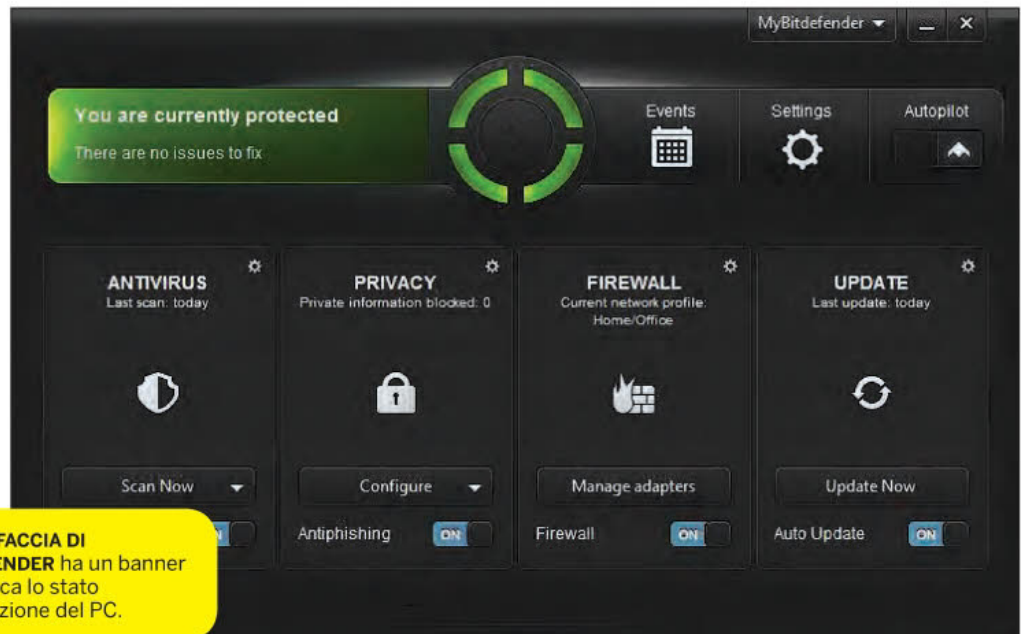 MyBitdefender
You are currently protected
There are no issues to fix
Events
Settings
Autopilot
ANTIVIRUS
Last scan: today
Scan Now
PRIVACY
Private information blocked: 0
Configure
Antiphishing
ON
FIREWALL
Current network profile:
Home/Office
Manage adapters
Firewall
ON
UPDATE
Last update: today
Update Now
Auto Update
ON
FACCIA DI
ENDER ha un banner
ca lo stato
zione del PC.